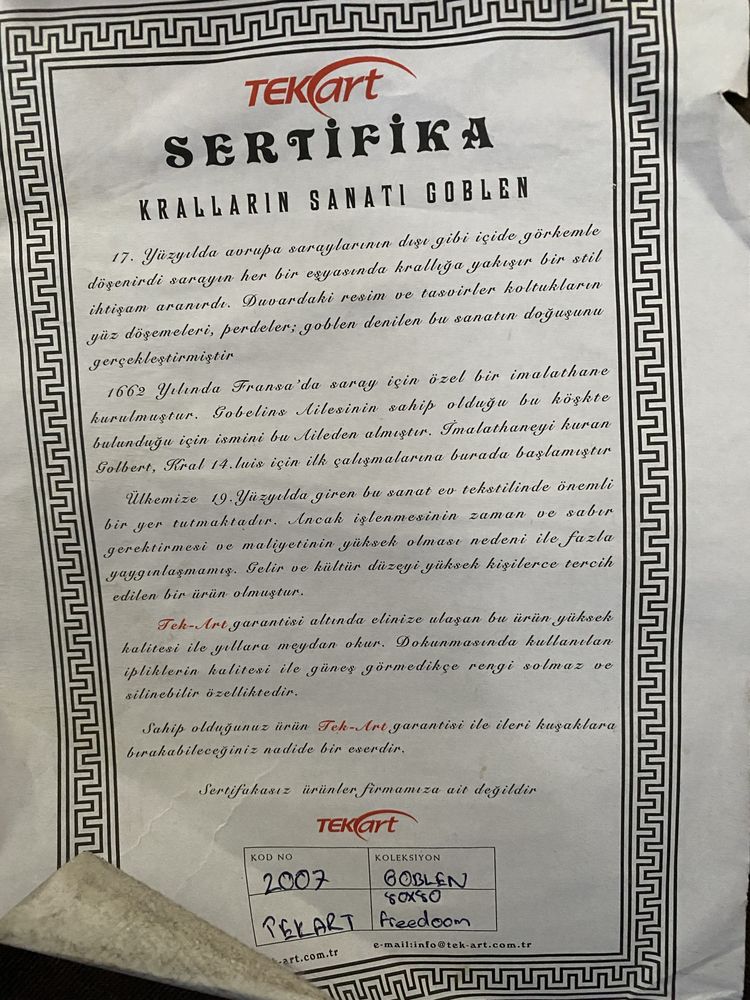 TEKart
SERTİFİKA
KRALLARIN SANATI GOBLEN
17. Yüzyılda avrupa saraylarının dışı gibi içide görkemle
döşenirdi sarayın her bir eşyasında krallığa yakışır bir stil
ihtişam aranırdı. Duvardaki resim ve tasvirler koltukların
yüz döşemeleri, perdeler; goblen denilen bu sanatın doğuşunu
gerçekleştirmiştir
1662 Yılında Fransa'da saray için özel bir imalathane
kurulmuştur. Gobelins Ailesinin sahip olduğu bu köşkte
bulunduğu için ismini bu Aileden almıştır. İmalathaneyi kuran
Golbert, Kral 14.luis için ilk çalışmalarına burada başlamıştır
Ülkemize 19.Yüzyılda giren bu sanat ev tekstilinde önemli
bir yer tutmaktadır. Ancak işlenmesinin zaman ve sabır
gerektirmesi ve maliyetinin yüksek olması nedeni ile fazla
yaygınlaşmamış. Gelir ve kültür düzeyi yüksek kişilerce tercih
edilen bir ürün olmuştur.
Tek-Art garantisi altında elinize ulaşan bu ürün yüksek
kalitesi ile yıllara meydan okur. Dokunmasında kullanılan
ipliklerin kalitesi ile güneş görmedikçe rengi solmaz ve
silinebilir özelliktedir.
Sahip olduğunuz ürün Tek-Art garantisi ile ileri kuşaklara
bırakabileceğiniz nadide bir eserdir.
Sertifakasız ürünler firmamıza ait değildir
TEKart
KOD NO KOLEKSIYON
2007 GOBLEN
80x80
TEKART freedoom
-art.com.tr e-mail:info@tek-art.com.tr